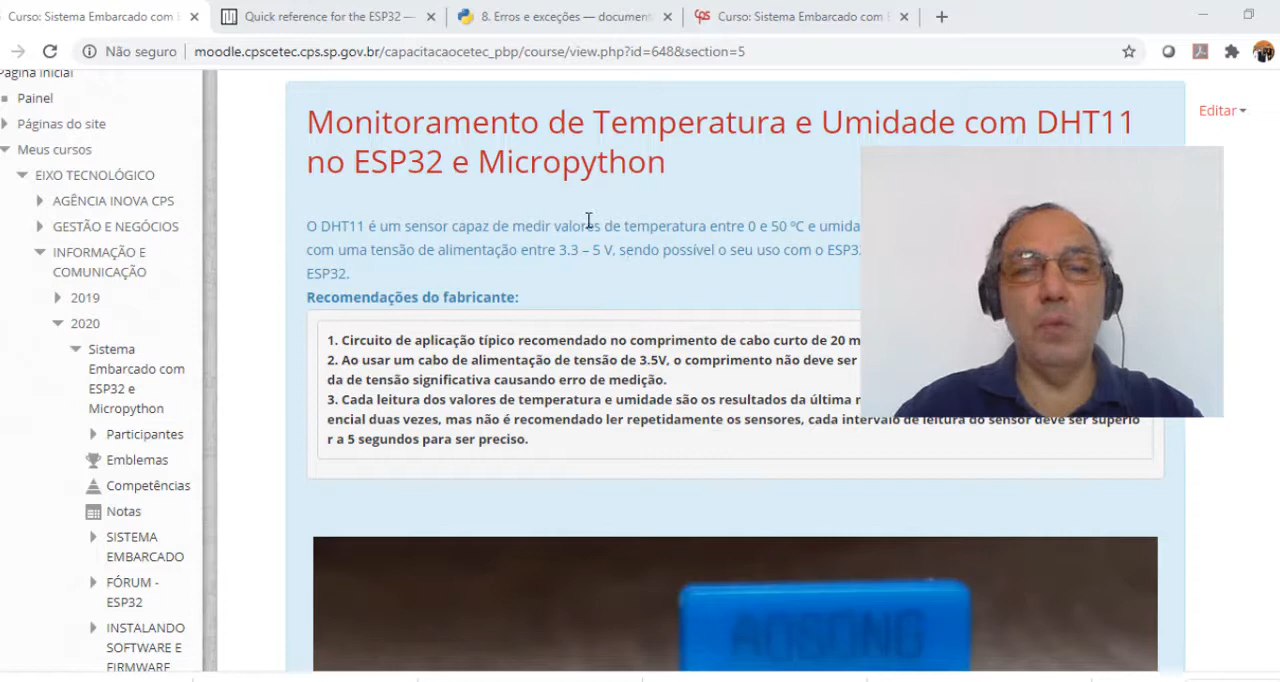 Curso: Sistema Embarcado com E
Quick reference for the ESP32 —
8. Erros e exceções — document
Curso: Sistema Embarcado com E
Não seguro
moodle.cpscetec.cps.sp.gov.br/capacitacaocetec_pbp/course/view.php?id=648&section=5
Página inicial
Painel
Páginas do site
Meus cursos
EIXO TECNOLÓGICO
AGÊNCIA INOVA CPS
GESTÃO E NEGÓCIOS
INFORMAÇÃO E
COMUNICAÇÃO
2019
2020
Sistema
Embarcado com
ESP32 e
Micropython
Participantes
Emblemas
Competências
Notas
SISTEMA
EMBARCADO
FÓRUM -
ESP32
INSTALANDO
SOFTWARE E
FIRMWARE
Monitoramento de Temperatura e Umidade com DHT11
no ESP32 e Micropython
Editar
O DHT11 é um sensor capaz de medir valores de temperatura entre 0 e 50 ºC e umida
com uma tensão de alimentação entre 3.3 – 5 V, sendo possível o seu uso com o ESP3
ESP32.
Recomendações do fabricante:
1. Circuito de aplicação típico recomendado no comprimento de cabo curto de 20 m
2. Ao usar um cabo de alimentação de tensão de 3.5V, o comprimento não deve ser
da de tensão significativa causando erro de medição.
3. Cada leitura dos valores de temperatura e umidade são os resultados da última
encial duas vezes, mas não é recomendado ler repetidamente os sensores, cada intervalo de leitura do sensor deve ser superio
r a 5 segundos para ser preciso.
AOSONG